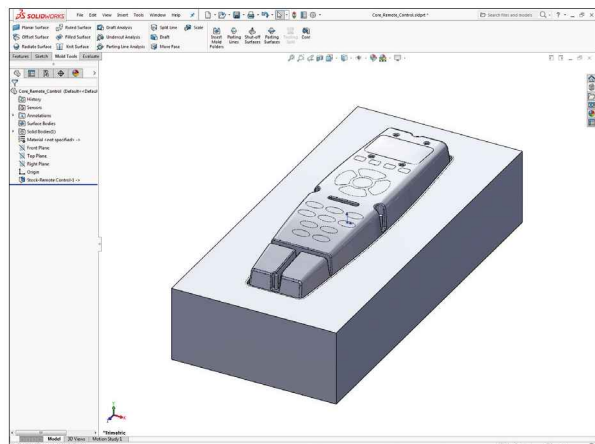 SOLIDWORKS File Edit View Insert Tools Window Help Core_Remote_Control.sldprt * Search files and models
Planar Surface Ruled Surface Draft Analysis Split Line Scale
Offset Surface Filled Surface Undercut Analysis Draft Insert Mold Folders Parting Lines Shut-off Surfaces Parting Surfaces Tooling Split Core
Radiate Surface Knit Surface Parting Line Analysis Move Face
Features Sketch Mold Tools Evaluate
Core_Remote_Control (Default<<Defaul
History
Sensors
Annotations
Surface Bodies
Solid Bodies(1)
Material <not specified> ->
Front Plane
Top Plane
Right Plane
Origin
Stock-Remote Control-1 ->
*Trimetric
Model 3D Views Motion Study 1